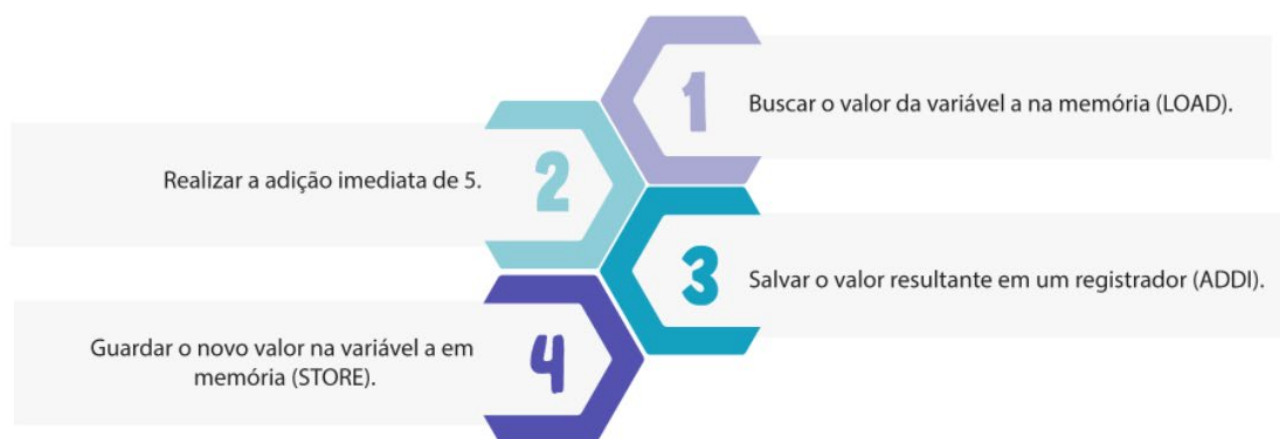 1
Buscar o valor da variável a na memória (LOAD).
2
Realizar a adição imediata de 5.
3
Salvar o valor resultante em um registrador (ADDI).
4
Guardar o novo valor na variável a em
memória (STORE).